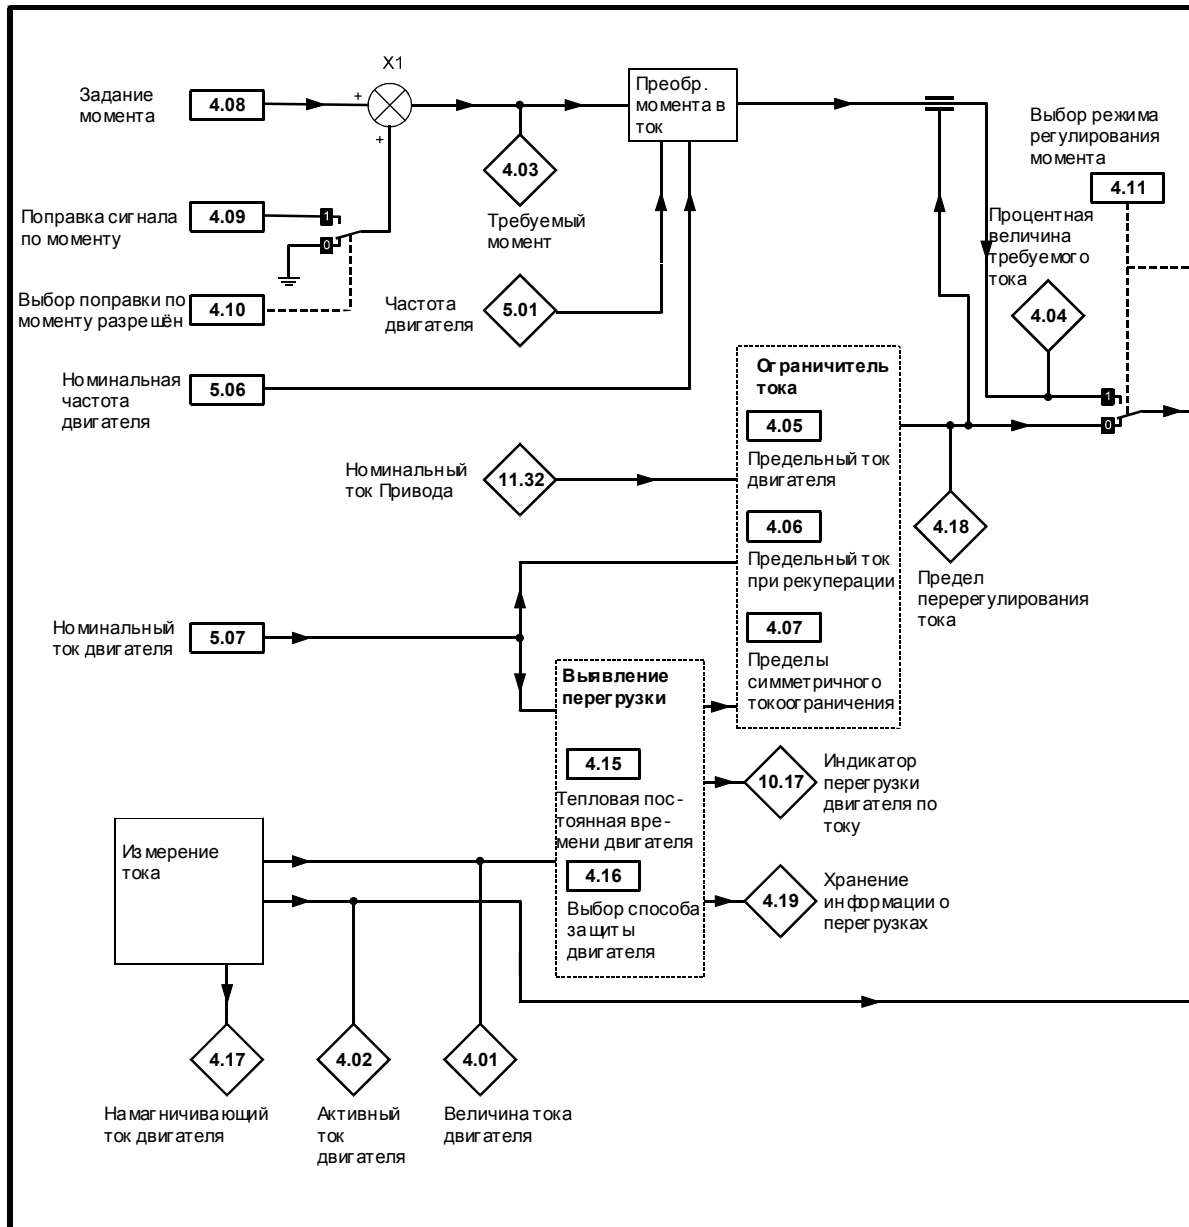 X1
Задание
момента
4.08
+
+
Преобр.
момента в
ток
4.03
Требуемый
момент
Выбор режима
регулирования
момента
4.11
Поправка сигнала
по моменту
4.09
1
0
Выбор поправки по
моменту разрешён
4.10
Частота
двигателя
5.01
Процентная
величина
требуемого
тока
4.04
Номинальная
частота
двигателя
5.06
Ограничитель
тока
4.05
Предельный ток
двигателя
4.06
Предельный ток
при рекуперации
4.07
Пределы
симметричного
токоограничения
1
0
Номинальный
ток Привода
11.32
4.18
Предел
перерегулирования
тока
Номинальный
ток двигателя
5.07
Выявление
перегрузки
4.15
Тепловая пос-
тоянная вре-
мени двигателя
4.16
Выбор способа
защиты
двигателя
10.17
Индикатор
перегрузки
двигателя по
току
4.19
Хранение
информации о
перегрузках
Измерение
тока
4.17
Намагничивающий
ток двигателя
4.02
Активный
ток
двигателя
4.01
Величина тока
двигателя